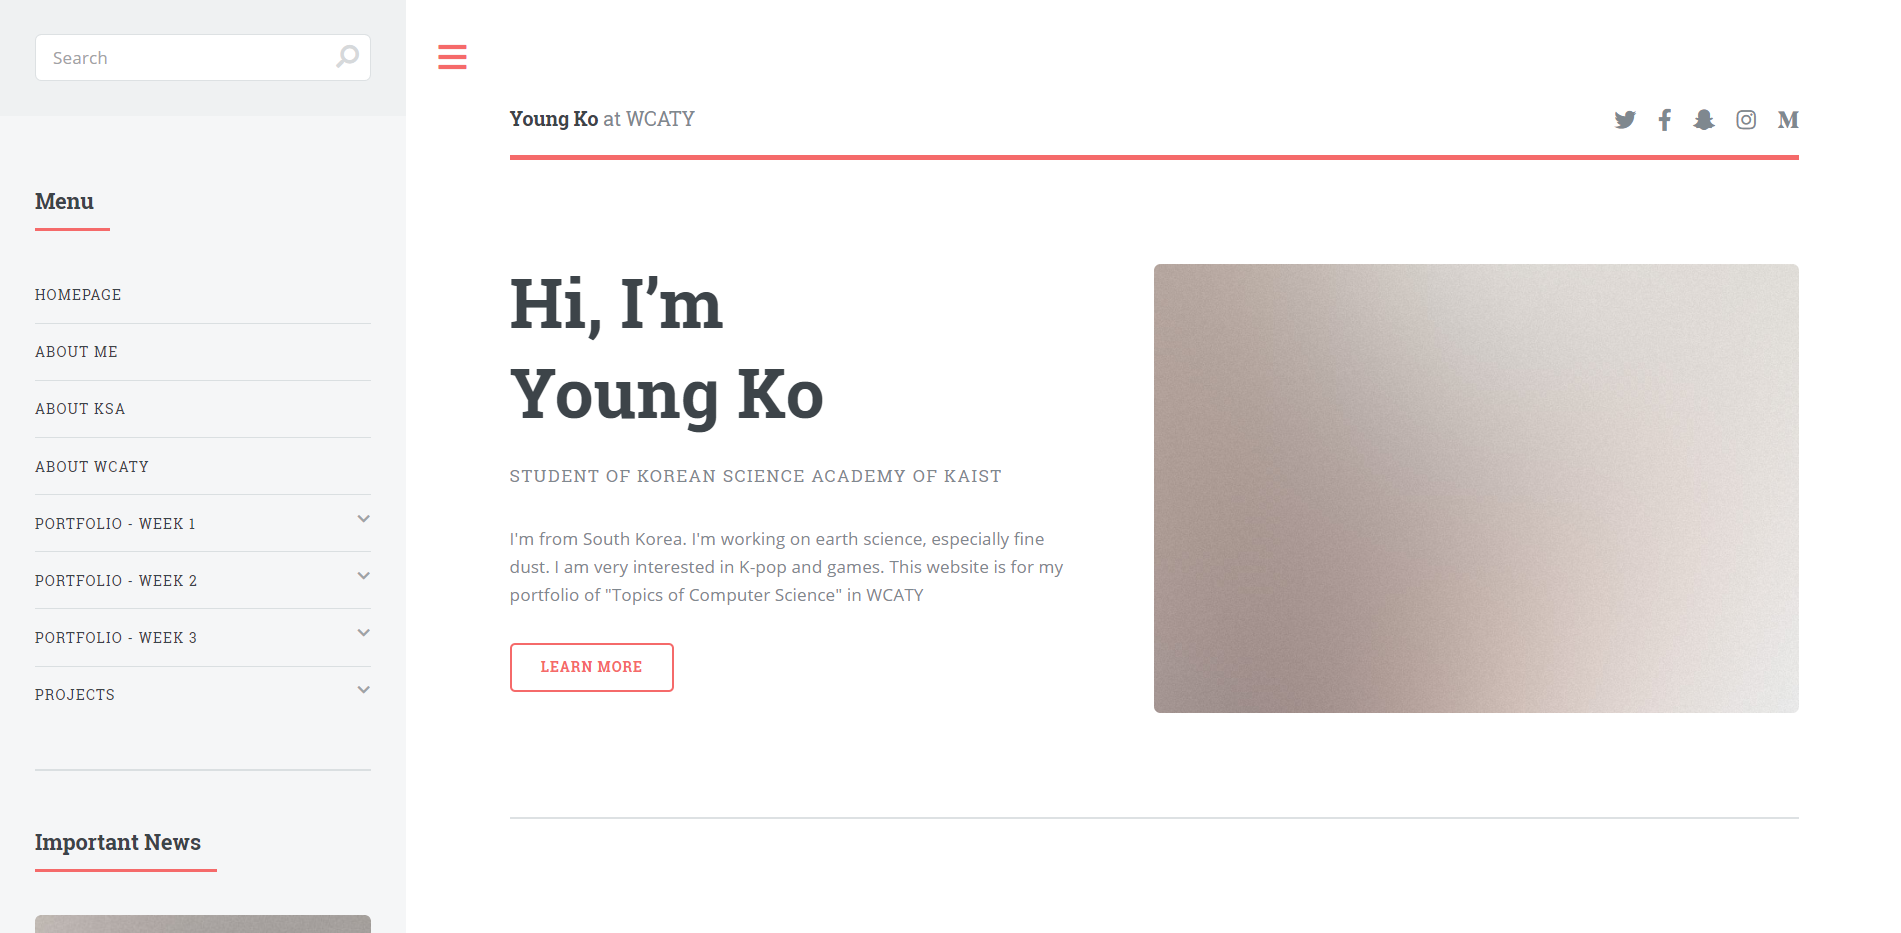 Search
Menu
HOMEPAGE
ABOUT ME
ABOUT KSA
ABOUT WCATY
PORTFOLIO - WEEK 1
PORTFOLIO - WEEK 2
PORTFOLIO - WEEK 3
PROJECTS
Important News
Young Ko at WCATY
Hi, I’m
Young Ko
STUDENT OF KOREAN SCIENCE ACADEMY OF KAIST
I'm from South Korea. I'm working on earth science, especially fine
dust. I am very interested in K-pop and games. This website is for my
portfolio of "Topics of Computer Science" in WCATY
LEARN MORE